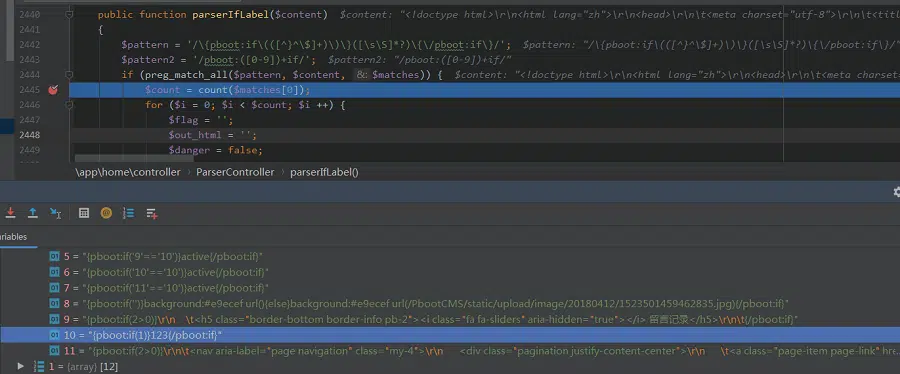 2440 public function parserIfLabel($content) $content: "<!doctype html>\r\n<html lang="zh">\r\n<head>\r\n\t<meta charset="utf-8">\r\n\t<titl
2441 {
2442 $pattern = '/\{pboot:if\(([^}^\$]+)\)\}([\s\S]*?)\{\/pboot:if\}/'; $pattern: "/\{pboot:if\(([^}^\$]+)\)\}([\s\S]*?)\{\/pboot:if\}/"
2443 $pattern2 = '/pboot:([0-9])+if/'; $pattern2: "/pboot:([0-9])+if/"
2444 if (preg_match_all($pattern, $content, &: $matches)) { $content: "<!doctype html>\r\n<html lang="zh">\r\n<head>\r\n\t<meta charse
2445 $count = count($matches[0]);
2446 for ($i = 0; $i < $count; $i ++) {
2447 $flag = '';
2448 $out_html = '';
2449 $danger = false;
\app\home\controller › ParserController › parserIfLabel()
ariables
5 = "{pboot:if('9'=='10')}active{/pboot:if}"
6 = "{pboot:if('10'=='10')}active{/pboot:if}"
7 = "{pboot:if('11'=='10')}active{/pboot:if}"
8 = "{pboot:if('')}background:#e9ecef url(){else}background:#e9ecef url(/PbootCMS/static/upload/image/20180412/1523501459462835.jpg){/pboot:if}"
9 = "{pboot:if(2>0)}\r\n \t<h5 class="border-bottom border-info pb-2"><i class="fa fa-sliders" aria-hidden="true"></i> 留言记录</h5>\r\n\t{/pboot:if}"
10 = "{pboot:if(1)}123{/pboot:if}"
11 = "{pboot:if(2>0)}\r\n\t<nav aria-label="page navigation" class="my-4">\r\n <div class="pagination justify-content-center">\r\n \t<a class="page-item page-link" hre.
1 = {array} [12]